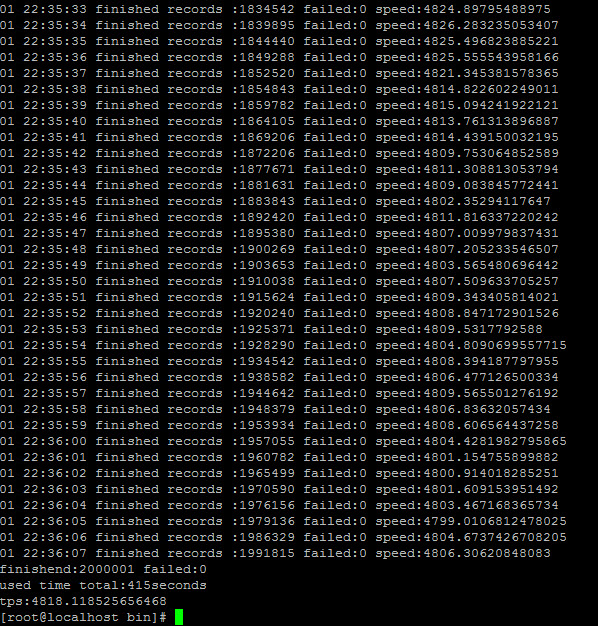 01 22:35:33 finished records :1834542 failed:0 speed:4824.89795488975
01 22:35:34 finished records :1839895 failed:0 speed:4826.283235053407
01 22:35:35 finished records :1844440 failed:0 speed:4825.496823885221
01 22:35:36 finished records :1849288 failed:0 speed:4825.555543958166
01 22:35:37 finished records :1852520 failed:0 speed:4821.345381578365
01 22:35:38 finished records :1854843 failed:0 speed:4814.822602249011
01 22:35:39 finished records :1859782 failed:0 speed:4815.094241922121
01 22:35:40 finished records :1864105 failed:0 speed:4813.761313896887
01 22:35:41 finished records :1869206 failed:0 speed:4814.439150032195
01 22:35:42 finished records :1872206 failed:0 speed:4809.753064852589
01 22:35:43 finished records :1877671 failed:0 speed:4811.308813053794
01 22:35:44 finished records :1881631 failed:0 speed:4809.083845772441
01 22:35:45 finished records :1883843 failed:0 speed:4802.35294117647
01 22:35:46 finished records :1892420 failed:0 speed:4811.816337220242
01 22:35:47 finished records :1895380 failed:0 speed:4807.009979837431
01 22:35:48 finished records :1900269 failed:0 speed:4807.205233546507
01 22:35:49 finished records :1903653 failed:0 speed:4803.565480696442
01 22:35:50 finished records :1910038 failed:0 speed:4807.509633705257
01 22:35:51 finished records :1915624 failed:0 speed:4809.343405814021
01 22:35:52 finished records :1920240 failed:0 speed:4808.847172901526
01 22:35:53 finished records :1925371 failed:0 speed:4809.5317792588
01 22:35:54 finished records :1928290 failed:0 speed:4804.8090699557715
01 22:35:55 finished records :1934542 failed:0 speed:4808.394187797955
01 22:35:56 finished records :1938582 failed:0 speed:4806.477126500334
01 22:35:57 finished records :1944642 failed:0 speed:4809.565501276192
01 22:35:58 finished records :1948379 failed:0 speed:4806.83632057434
01 22:35:59 finished records :1953934 failed:0 speed:4808.606564437258
01 22:36:00 finished records :1957055 failed:0 speed:4804.4281982795865
01 22:36:01 finished records :1960782 failed:0 speed:4801.154755899882
01 22:36:02 finished records :1965499 failed:0 speed:4800.914018285251
01 22:36:03 finished records :1970590 failed:0 speed:4801.609153951492
01 22:36:04 finished records :1976156 failed:0 speed:4803.467168365734
01 22:36:05 finished records :1979136 failed:0 speed:4799.0106812478025
01 22:36:06 finished records :1986329 failed:0 speed:4804.6737426708205
01 22:36:07 finished records :1991815 failed:0 speed:4806.30620848083
finishend:2000001 failed:0
used time total:415seconds
tps:4818.118525656468
[root@localhost bin]#